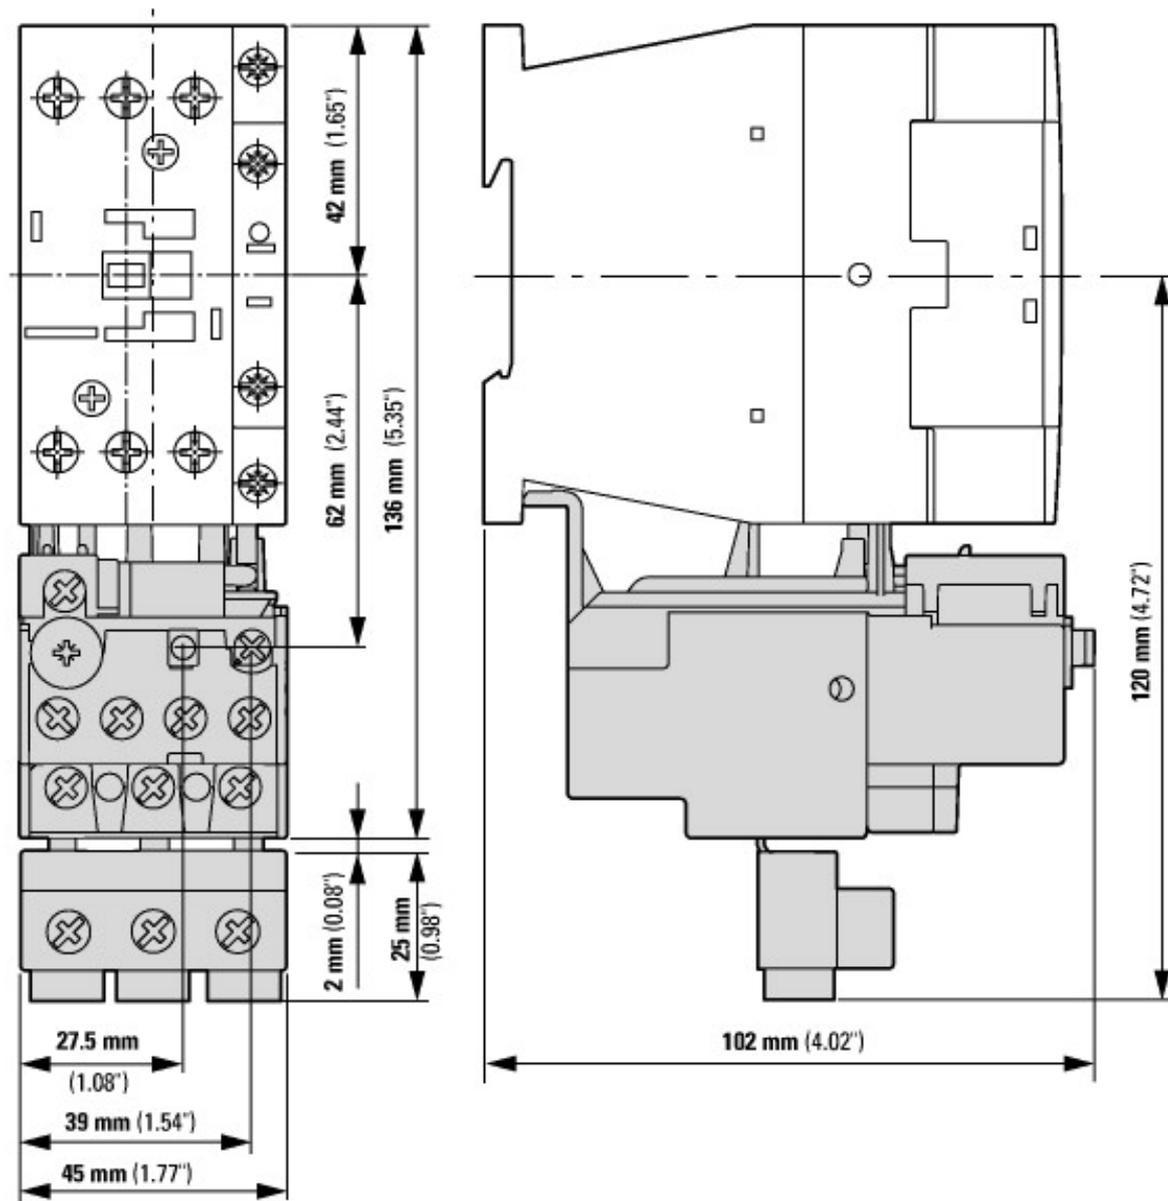 42 mm (1.65")
62 mm (2.44")
136 mm (5.35")
2 mm (0.08")
25 mm
(0.98")
27.5 mm
(1.08")
39 mm (1.54")
45 mm (1.77")
120 mm (4.72")
102 mm (4.02")